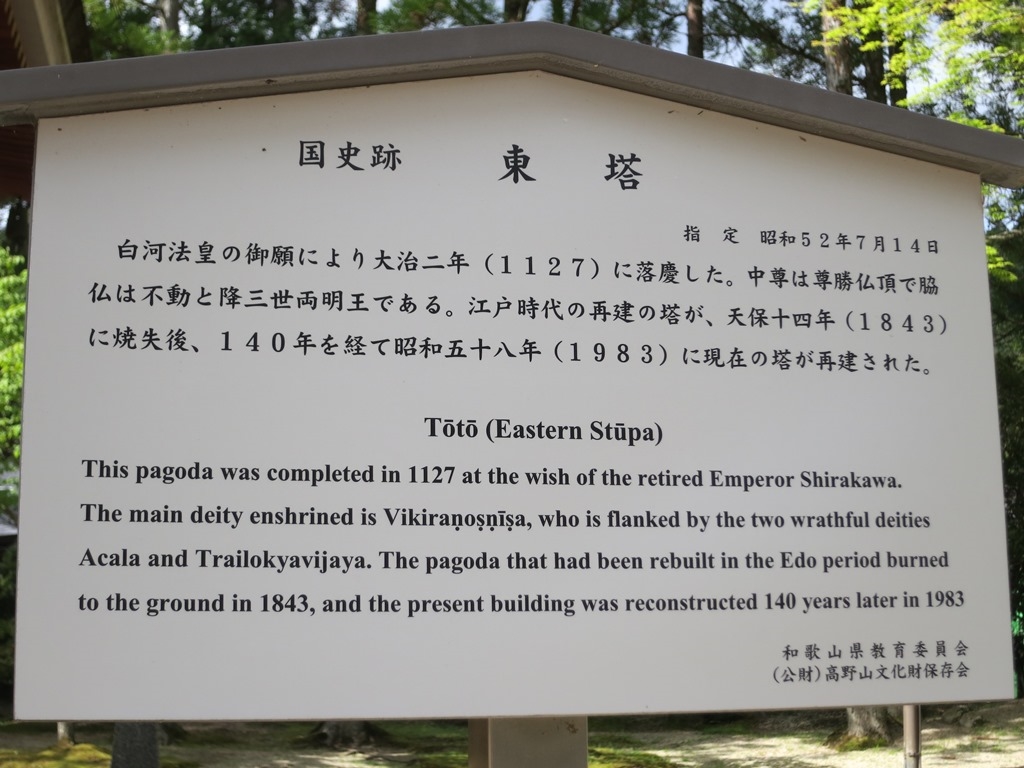 国史跡　東　塔
指　定　昭和５２年７月１４日
白河法皇の御願により大治二年（１１２７）に落慶した。中尊は尊勝仏頂で脇
仏は不動と降三世両明王である。江戸時代の再建の塔が、天保十四年（１８４３）
に焼失後、１４０年を経て昭和五十八年（１９８３）に現在の塔が再建された。
Tōtō (Eastern Stūpa)
This pagoda was completed in 1127 at the wish of the retired Emperor Shirakawa.
The main deity enshrined is Vikiraṇoṣṇīṣa, who is flanked by the two wrathful deities
Acala and Trailokyavijaya. The pagoda that had been rebuilt in the Edo period burned
to the ground in 1843, and the present building was reconstructed 140 years later in 1983
和歌山県教育委員会
（公財）高野山文化財保存会